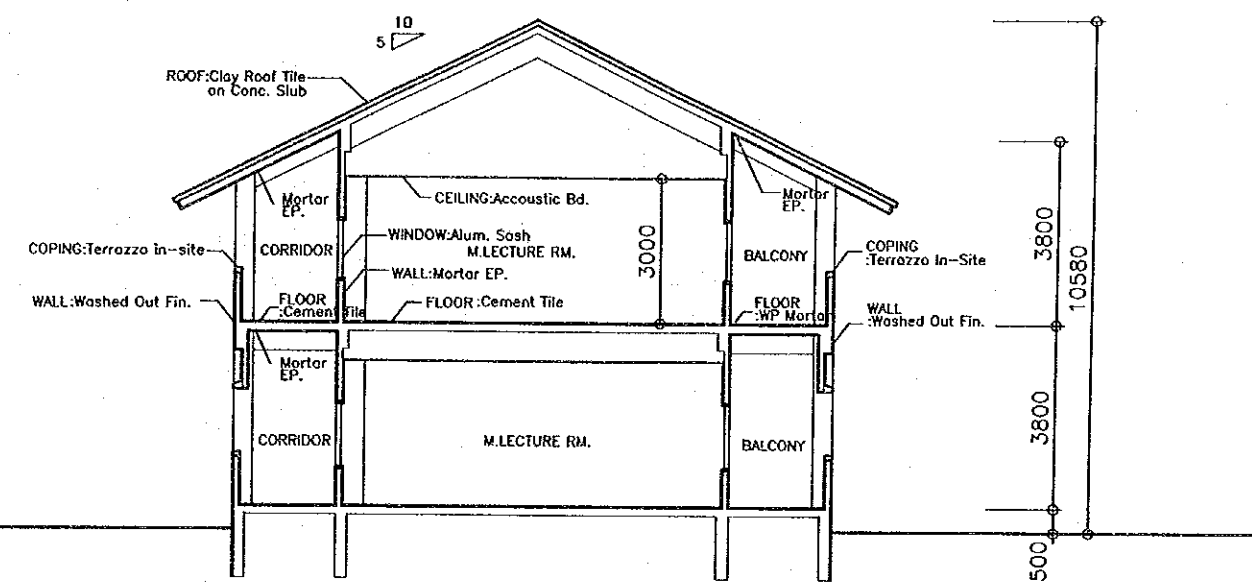 10
5
ROOF:Clay Roof Tile
on Conc. Slub
Mortar
EP.
CEILING:Accoustic Bd.
Mortar
EP.
COPING:Terrazzo In-site
CORRIDOR
WINDOW:Alum. Sash
M.LECTURE RM.
3000
BALCONY
COPING
:Terrazzo In-Site
3800
10580
WALL:Mortar EP.
WALL:Washed Out Fin.
FLOOR
:Cement Tile
FLOOR:Cement Tile
FLOOR
:WP Mortar
WALL
:Washed Out Fin.
Mortar
EP.
3800
CORRIDOR
M.LECTURE RM.
BALCONY
500